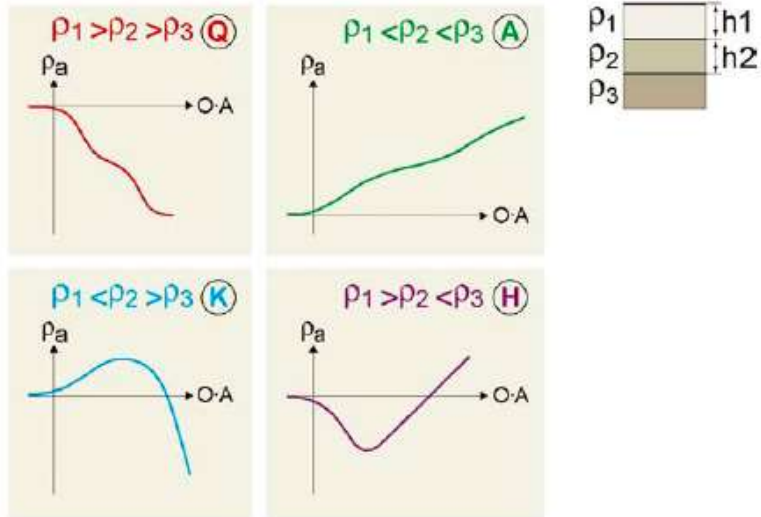 ρ1 >ρ2 >ρ3 Q
ρa
O·A
ρ1 <ρ2 <ρ3 A
ρa
O·A
ρ1 h1
ρ2 h2
ρ3
ρ1 <ρ2 >ρ3 K
ρa
O·A
ρ1 >ρ2 <ρ3 H
ρa
O·A